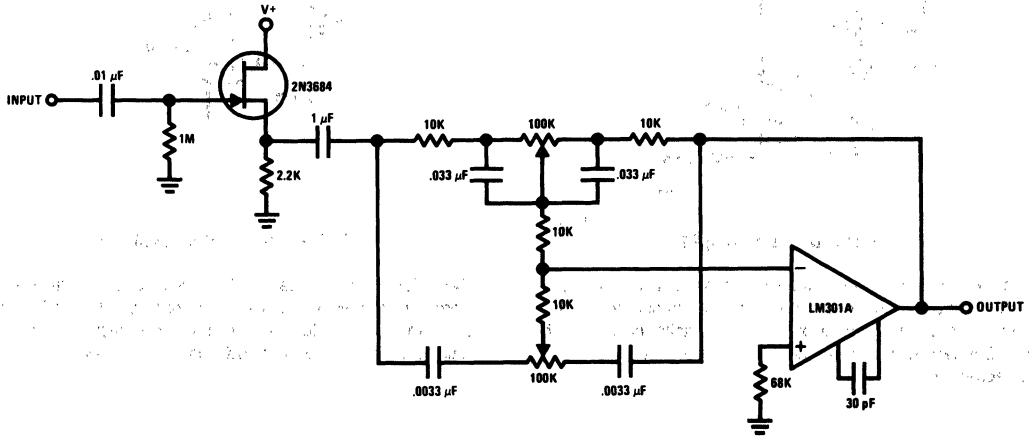 V+
.01 μF
2N3684
INPUT
1M
1 μF
10K
100K
10K
2.2K
.033 μF
.033 μF
10K
10K
−
LM301A
OUTPUT
+
.0033 μF
100K
.0033 μF
68K
30 pF